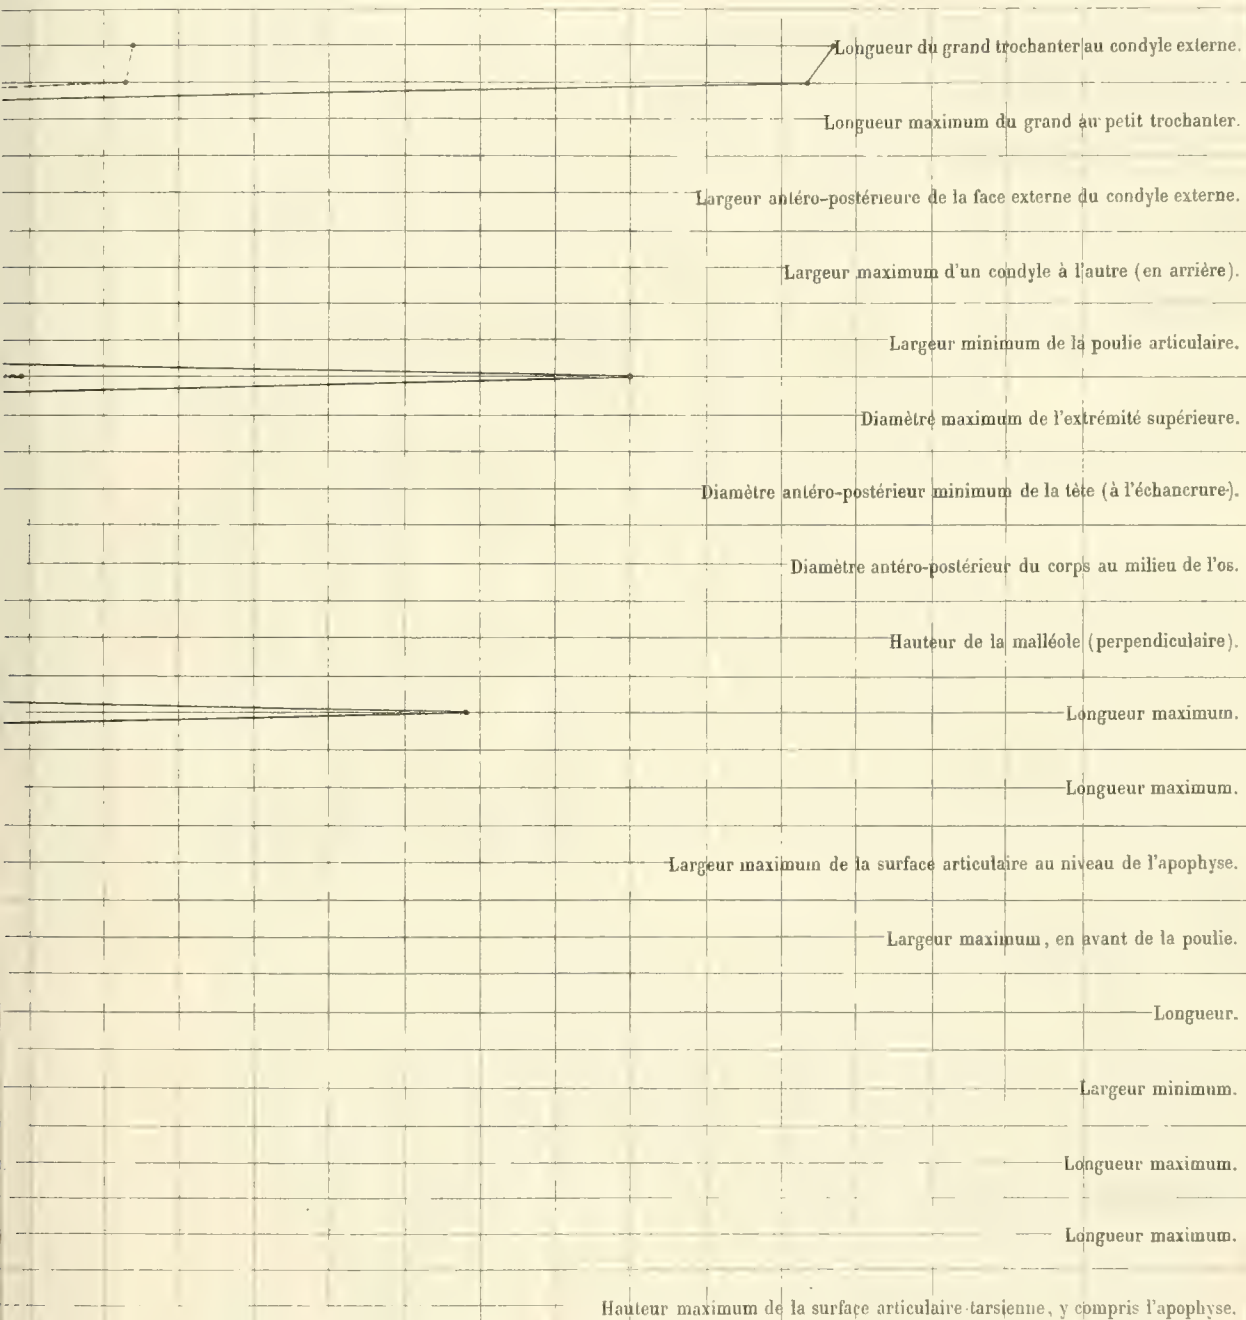 Longueur du grand trochanter au condyle externe.
Longueur maximum du grand au petit trochanter.
Largeur antéro-postérieure de la face externe du condyle externe.
Largeur maximum d'un condyle à l'autre (en arrière).
Largeur minimum de la poulie articulaire.
Diamètre maximum de l'extrémité supérieure.
Diamètre antéro-postérieur minimum de la tête (à l'échancrure).
Diamètre antéro-postérieur du corps au milieu de l'os.
Hauteur de la malléole (perpendiculaire).
Longueur maximum.
Longueur maximum.
Largeur maximum de la surface articulaire au niveau de l'apophyse.
Largeur maximum, en avant de la poulie.
Longueur.
Largeur minimum.
Longueur maximum.
Longueur maximum.
Hauteur maximum de la surface articulaire tarsienne, y compris l'apophyse.